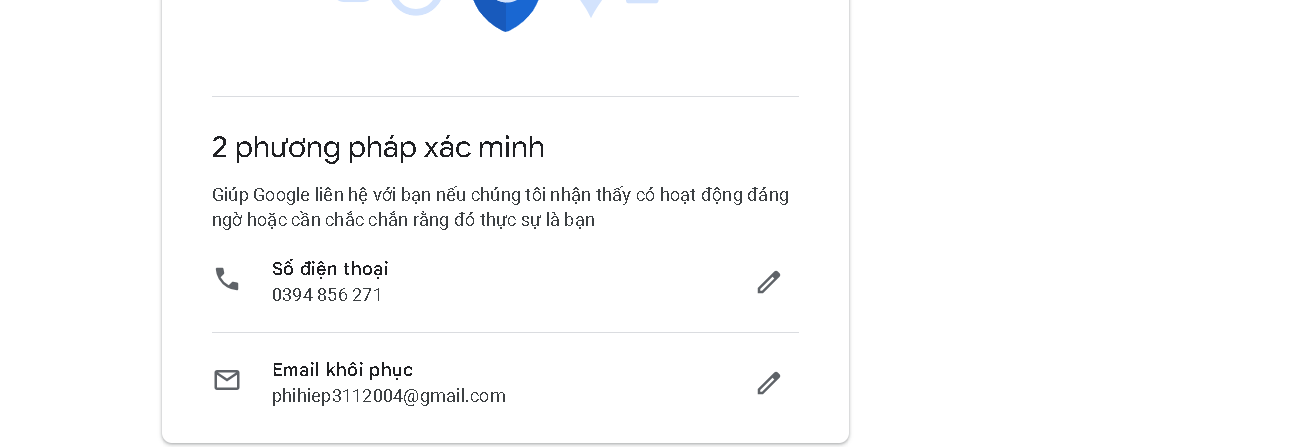 2 phương pháp xác minh
Giúp Google liên hệ với bạn nếu chúng tôi nhận thấy có hoạt động đáng
ngờ hoặc cần chắc chắn rằng đó thực sự là bạn
Số điện thoại
0394 856 271
Email khôi phục
phihiep3112004@gmail.com